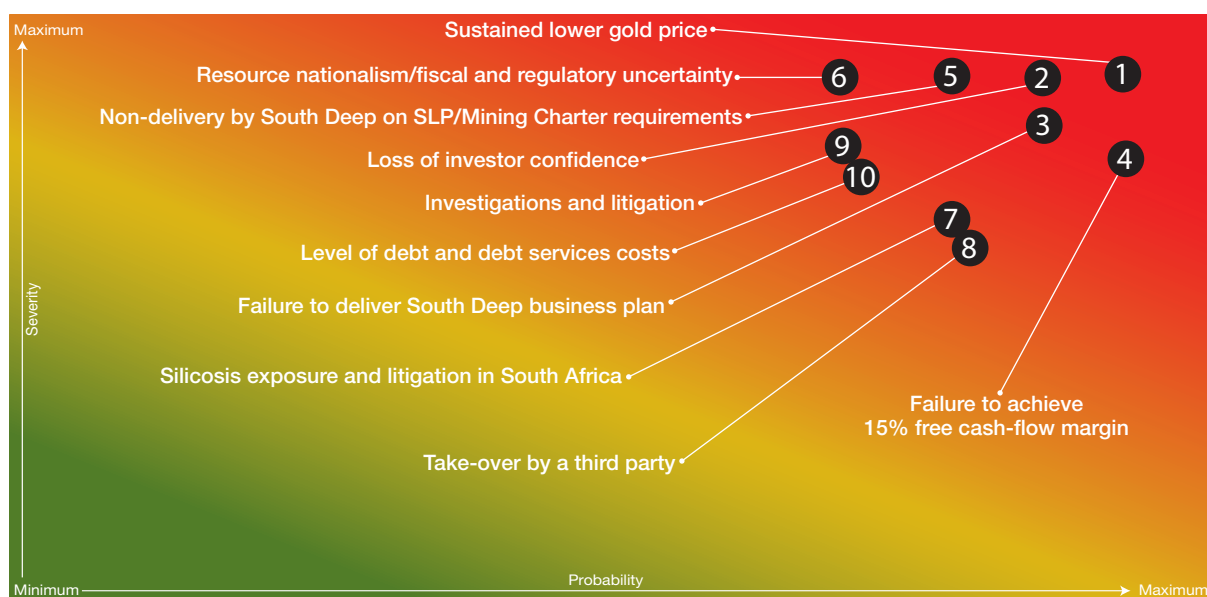 Maximum
Sustained lower gold price
Resource nationalism/fiscal and regulatory uncertainty
6
5
2
1
Non-delivery by South Deep on SLP/Mining Charter requirements
3
Loss of investor confidence
9
4
10
Investigations and litigation
7
Level of debt and debt services costs
8
Severity
Failure to deliver South Deep business plan
Silicosis exposure and litigation in South Africa
Failure to achieve
15% free cash-flow margin
Take-over by a third party
Minimum
Probability
Maximum